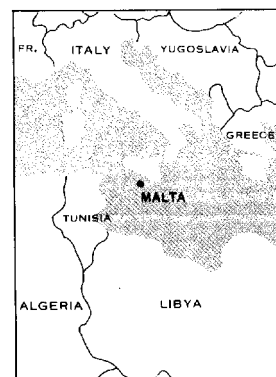 FR. ITALY YUGOSLAVIA
GREECE
MALTA
TUNISIA
ALGERIA LIBYA